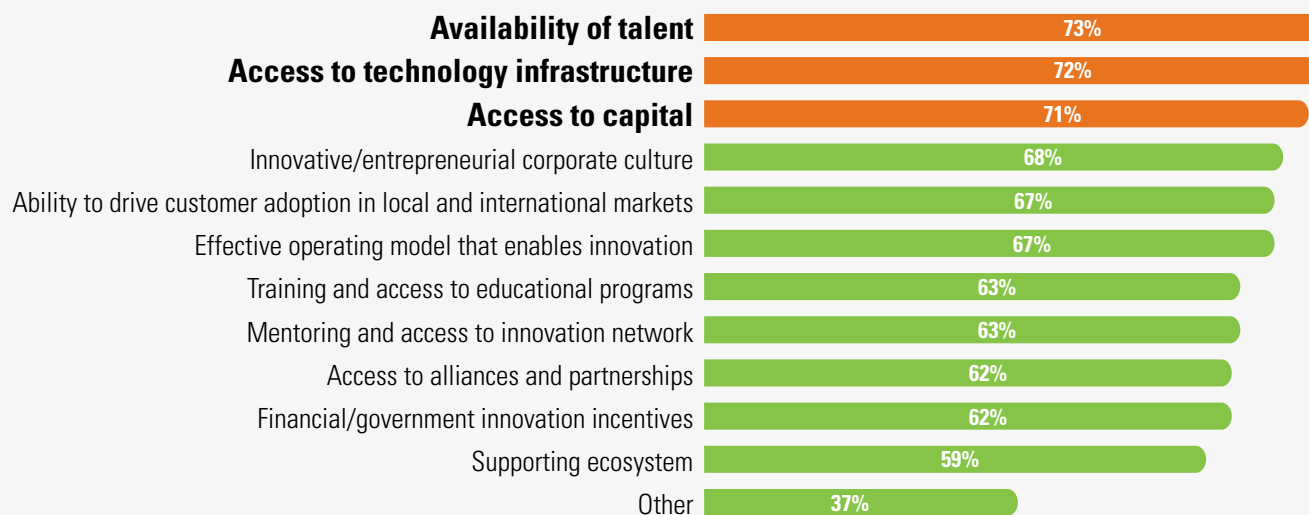 Availability of talent 73%
Access to technology infrastructure 72%
Access to capital 71%
Innovative/entrepreneurial corporate culture 68%
Ability to drive customer adoption in local and international markets 67%
Effective operating model that enables innovation 67%
Training and access to educational programs 63%
Mentoring and access to innovation network 63%
Access to alliances and partnerships 62%
Financial/government innovation incentives 62%
Supporting ecosystem 59%
Other 37%